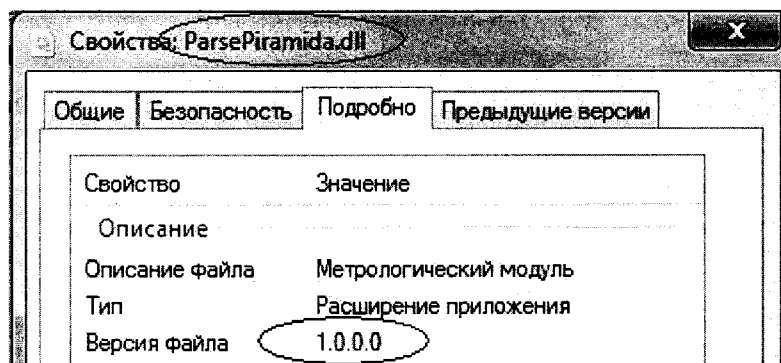 Свойства: ParsePiramida.dll
x
Общие Безопасность Подробно Предыдущие версии
Свойство Значение
Описание
Описание файла Метрологический модуль
Тип Расширение приложения
Версия файла 1.0.0.0